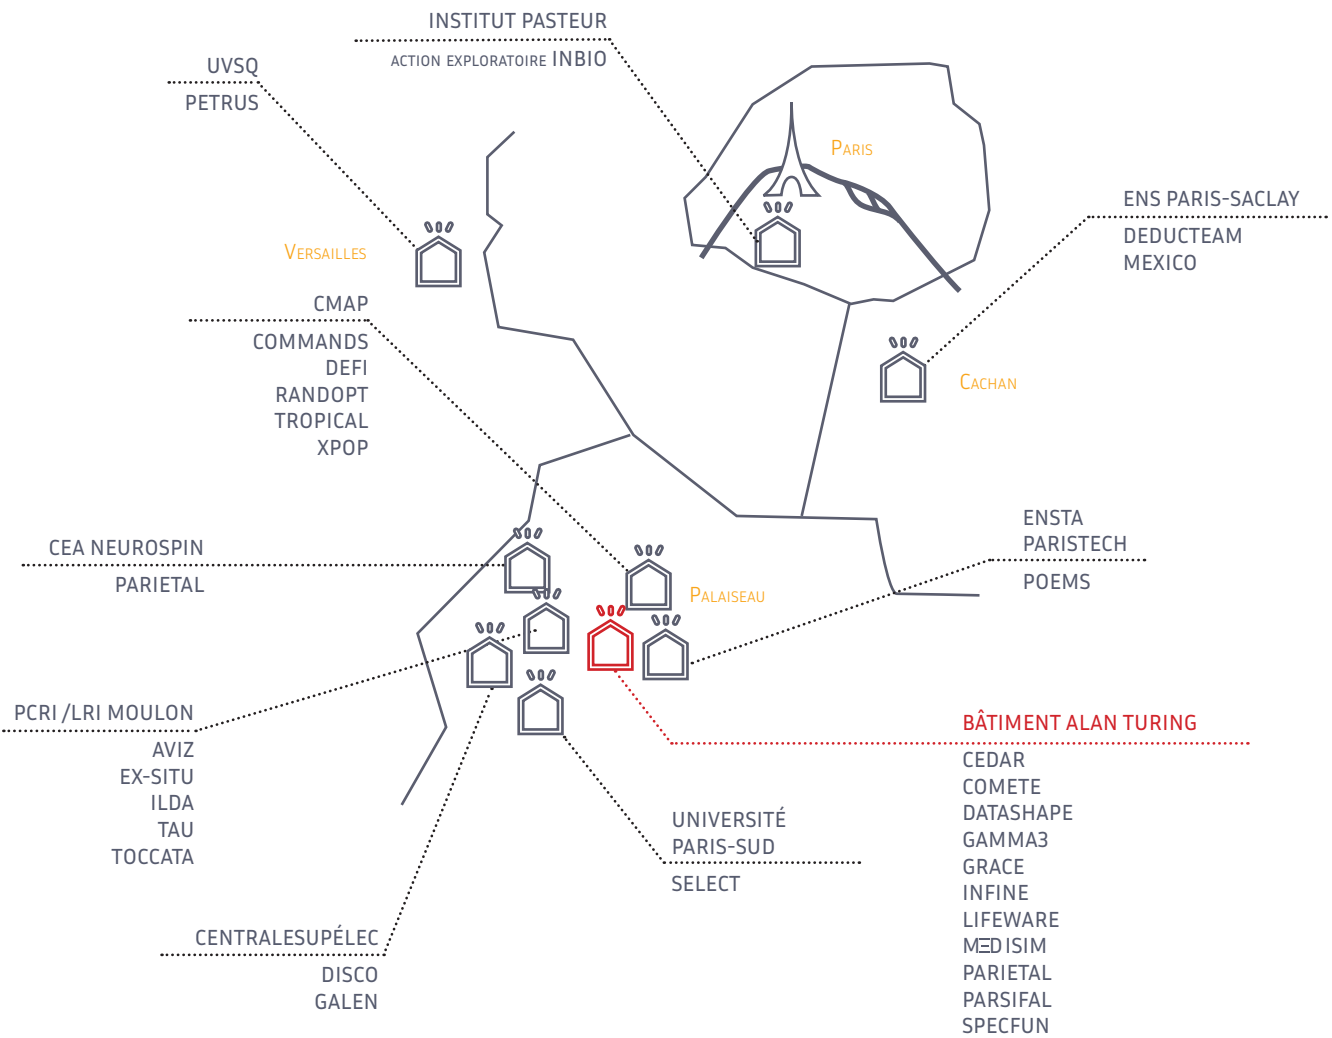 INSTITUT PASTEUR
ACTION EXPLORATOIRE INBIO
UVSQ
PETRUS
PARIS
ENS PARIS-SACLAY
DEDUCTEAM
MEXICO
VERSAILLES
CMAP
COMMANDS
DEFI
RANDOPT
TROPICAL
XPOP
CACHAN
ENSTA
PARISTECH
POEMS
CEA NEUROSPIN
PARIETAL
PALAISEAU
PCRI /LRI MOULON
AVIZ
EX-SITU
ILDA
TAU
TOCCATA
BÂTIMENT ALAN TURING
CEDAR
COMETE
DATASHAPE
GAMMA3
GRACE
INFINE
LIFEWARE
MΞDISIM
PARIETAL
PARSIFAL
SPECFUN
UNIVERSITÉ
PARIS-SUD
SELECT
CENTRALESUPÉLEC
DISCO
GALEN